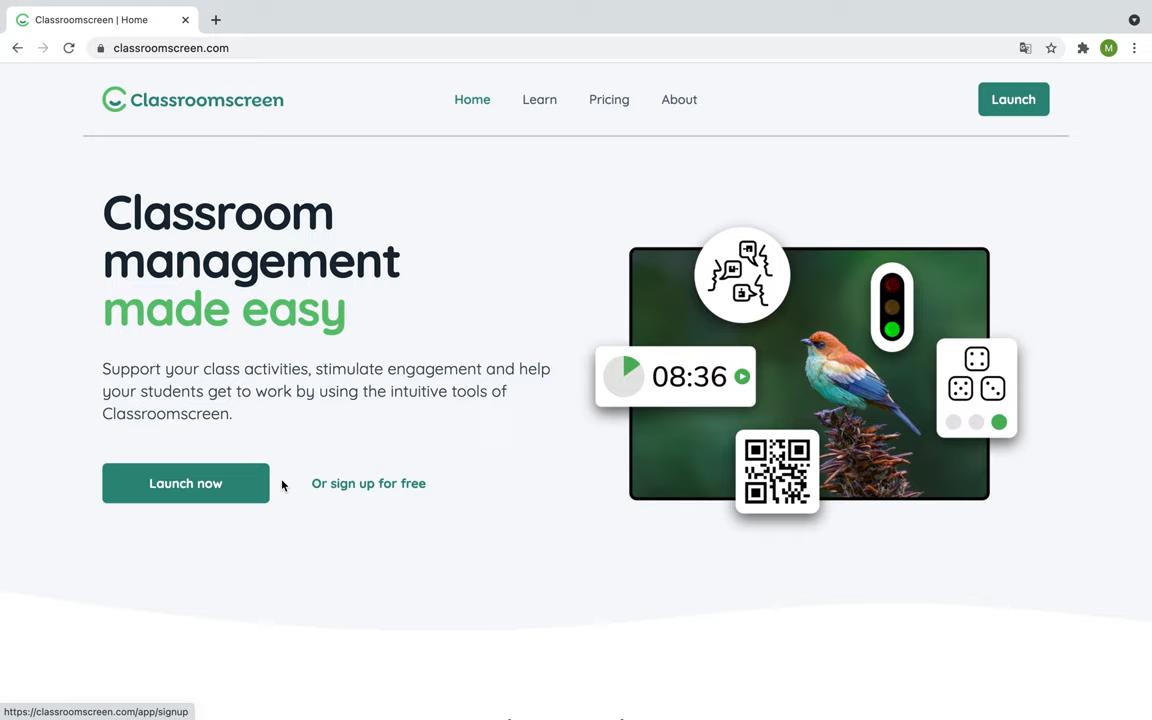 Classroomscreen | Home
classroomscreen.com
M
Classroomscreen
Home
Learn
Pricing
About
Launch
Classroom
management
made easy
Support your class activities, stimulate engagement and help
your students get to work by using the intuitive tools of
Classroomscreen.
Launch now
Or sign up for free
08:36
https://classroomscreen.com/app/signup